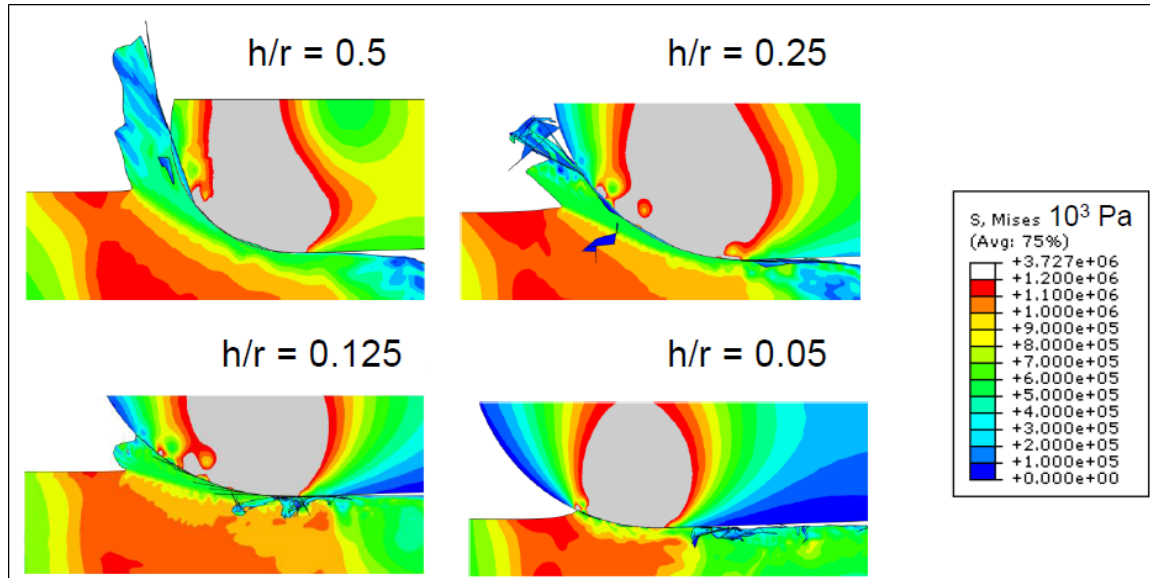 h/r = 0.5
h/r = 0.25
h/r = 0.125
h/r = 0.05
S, Mises 10³ Pa
(Avg: 75%)
+3.727e+06
+1.200e+06
+1.100e+06
+1.000e+06
+9.000e+05
+8.000e+05
+7.000e+05
+6.000e+05
+5.000e+05
+4.000e+05
+3.000e+05
+2.000e+05
+1.000e+05
+0.000e+00